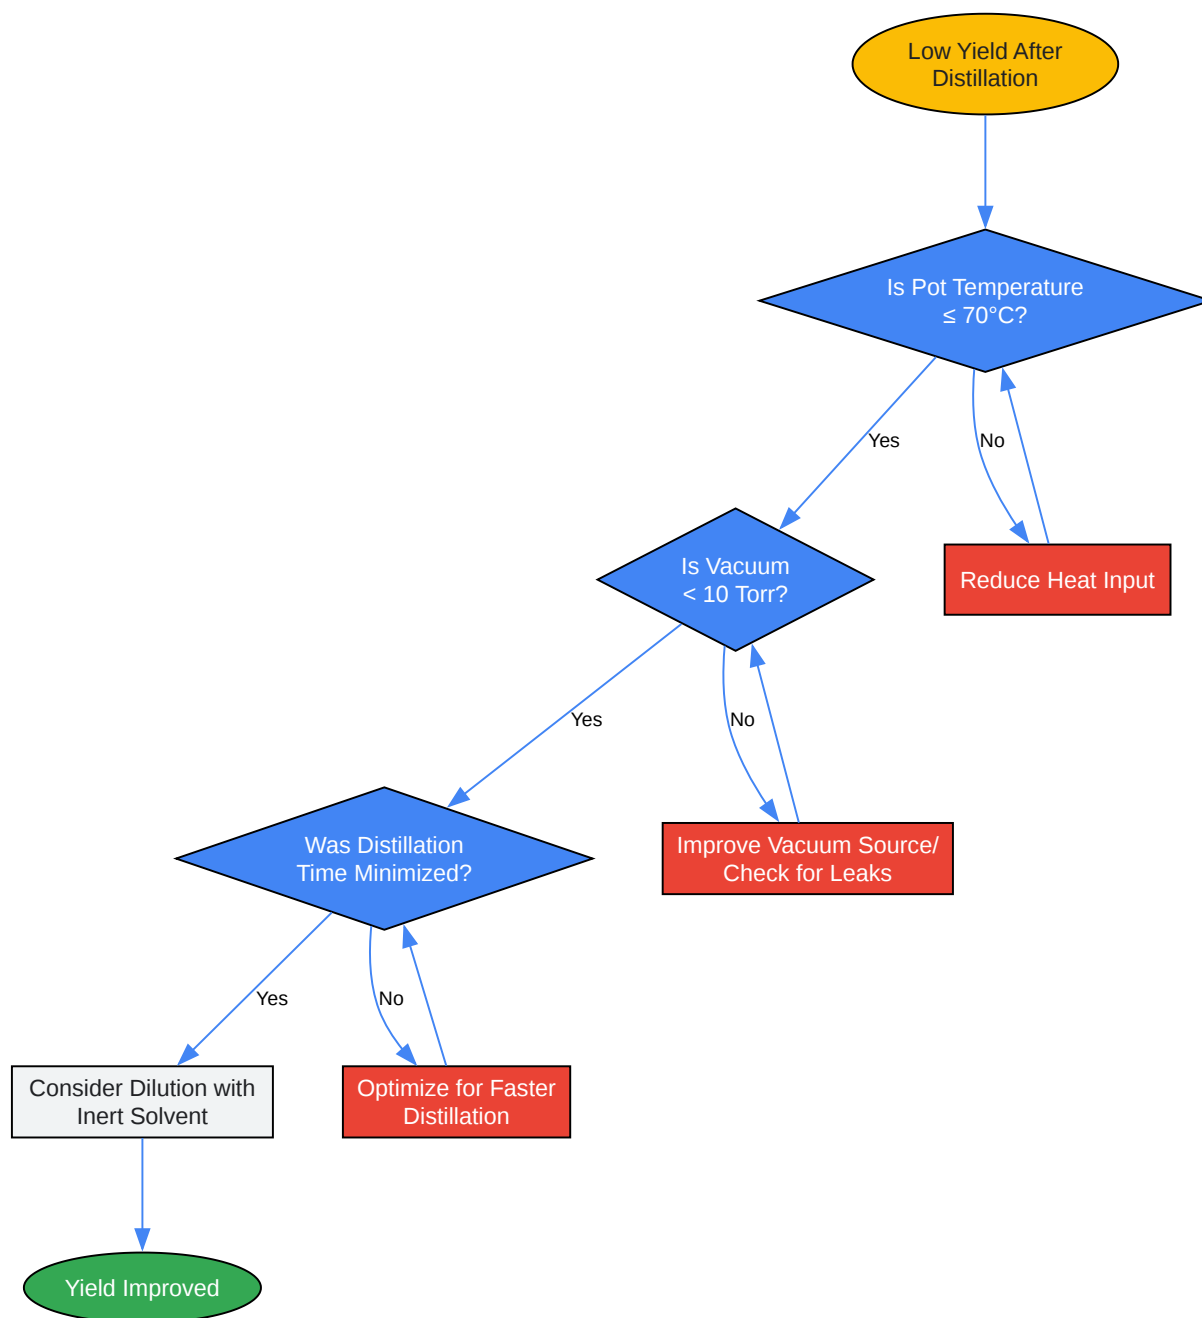 Low Yield After
Distillation
Is Pot Temperature
≤ 70°C?
Yes
No
Is Vacuum
< 10 Torr?
Reduce Heat Input
Yes
No
Was Distillation
Time Minimized?
Improve Vacuum Source/
Check for Leaks
Yes
No
Consider Dilution with
Inert Solvent
Optimize for Faster
Distillation
Yield Improved